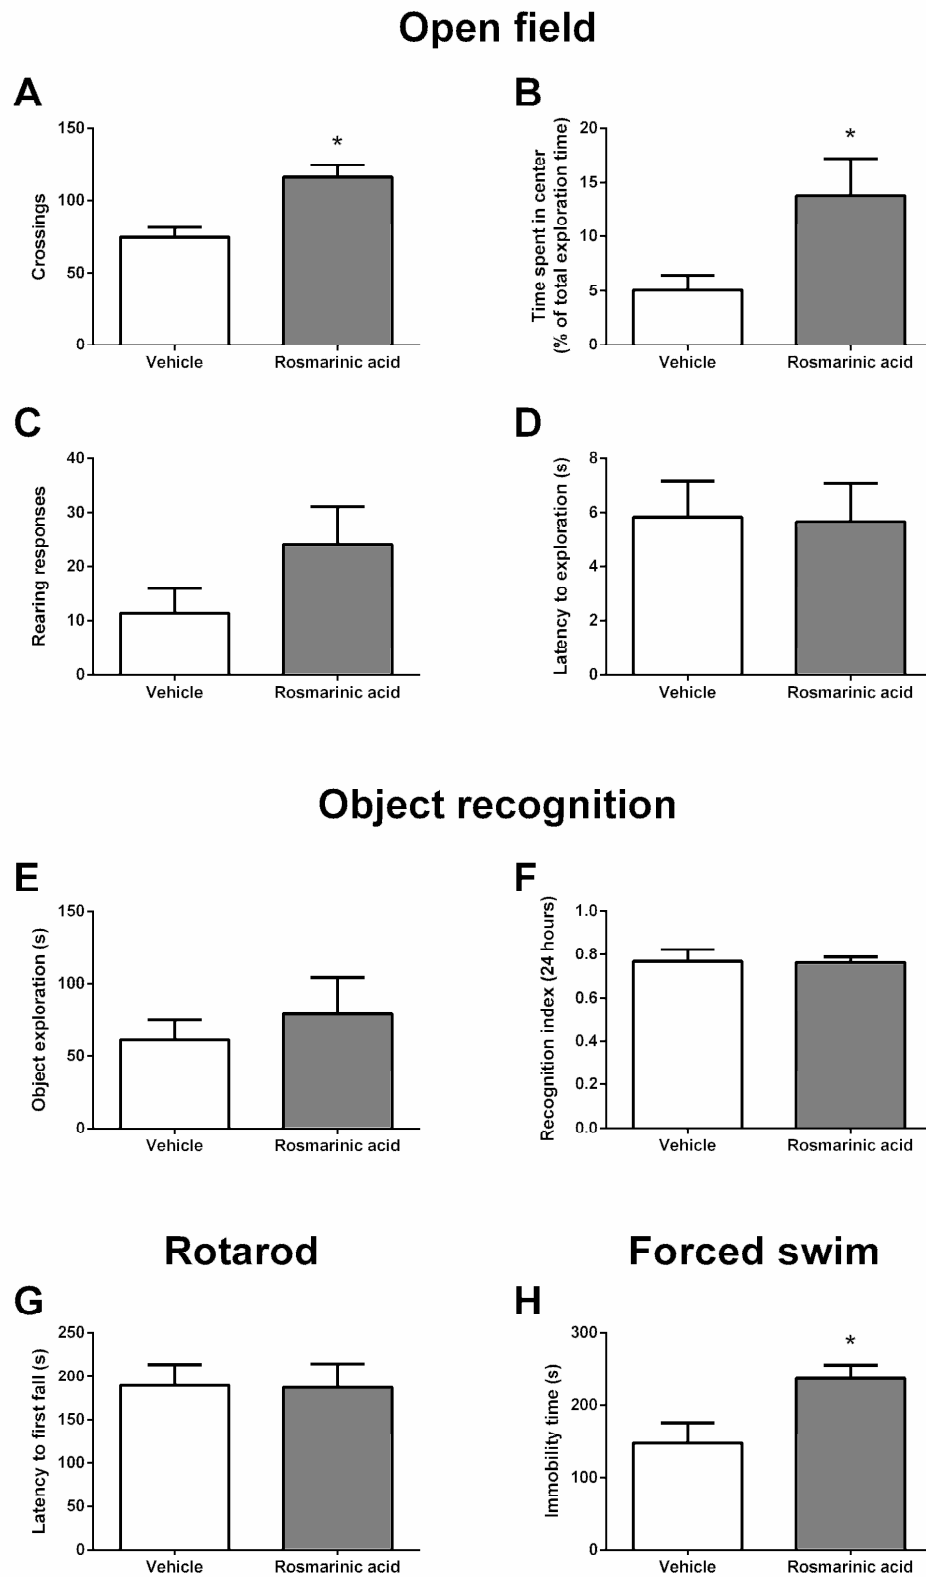 Open field
A
Crossings
150
100
50
0
*
Vehicle
Rosmarinic acid
B
Time spent in center
(% of total exploration time)
20
15
10
5
0
*
Vehicle
Rosmarinic acid
C
Rearing responses
40
30
20
10
0
Vehicle
Rosmarinic acid
D
Latency to exploration (s)
8
6
4
2
0
Vehicle
Rosmarinic acid
Object recognition
E
Object exploration (s)
150
100
50
0
Vehicle
Rosmarinic acid
F
Recognition index (24 hours)
1.0
0.8
0.6
0.4
0.2
0.0
Vehicle
Rosmarinic acid
Rotarod
G
Latency to first fall (s)
250
200
150
100
50
0
Vehicle
Rosmarinic acid
Forced swim
H
Immobility time (s)
300
200
100
0
*
Vehicle
Rosmarinic acid